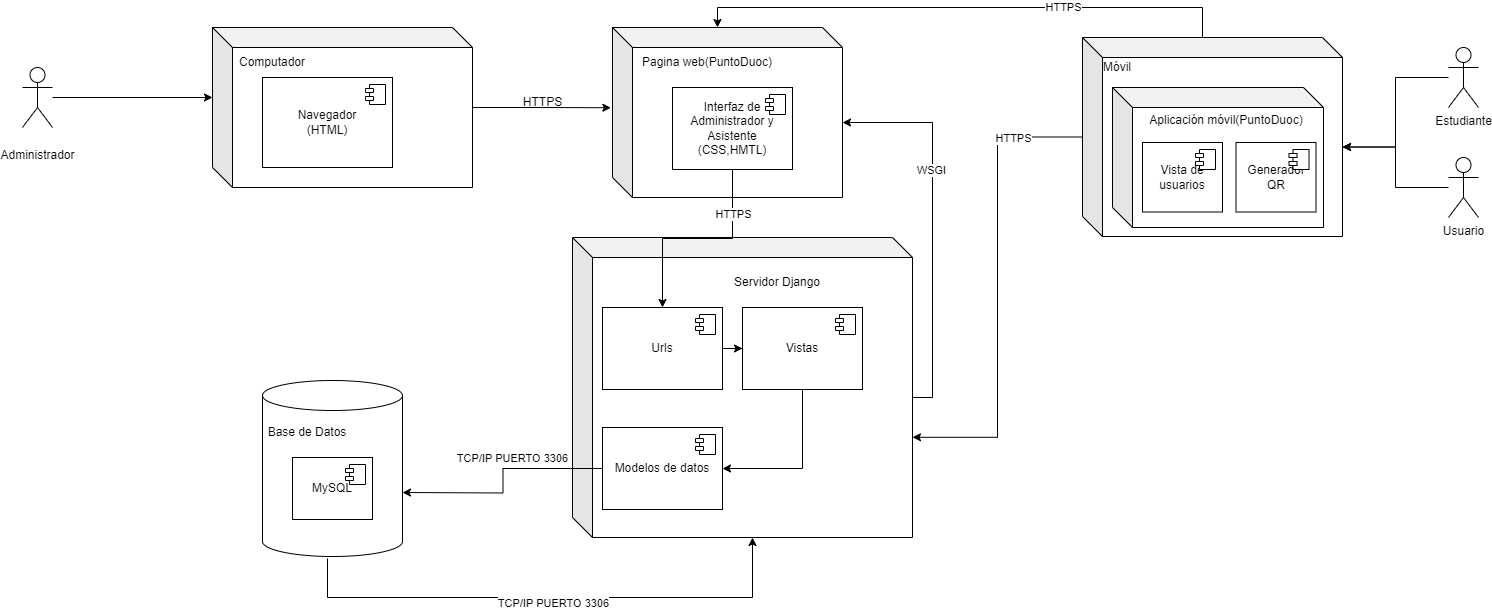 HTTPS
Computador
Navegador
(HTML)
Administrador
HTTPS
Pagina web(PuntoDuoc)
Interfaz de
Administrador y
Asistente
(CSS,HMTL)
HTTPS
WSGI
HTTPS
Móvil
Aplicación móvil(PuntoDuoc)
Vista de
usuarios
Generador
QR
Estudiante
Usuario
Servidor Django
Urls
Vistas
Modelos de datos
TCP/IP PUERTO 3306
Base de Datos
MySQL
TCP/IP PUERTO 3306